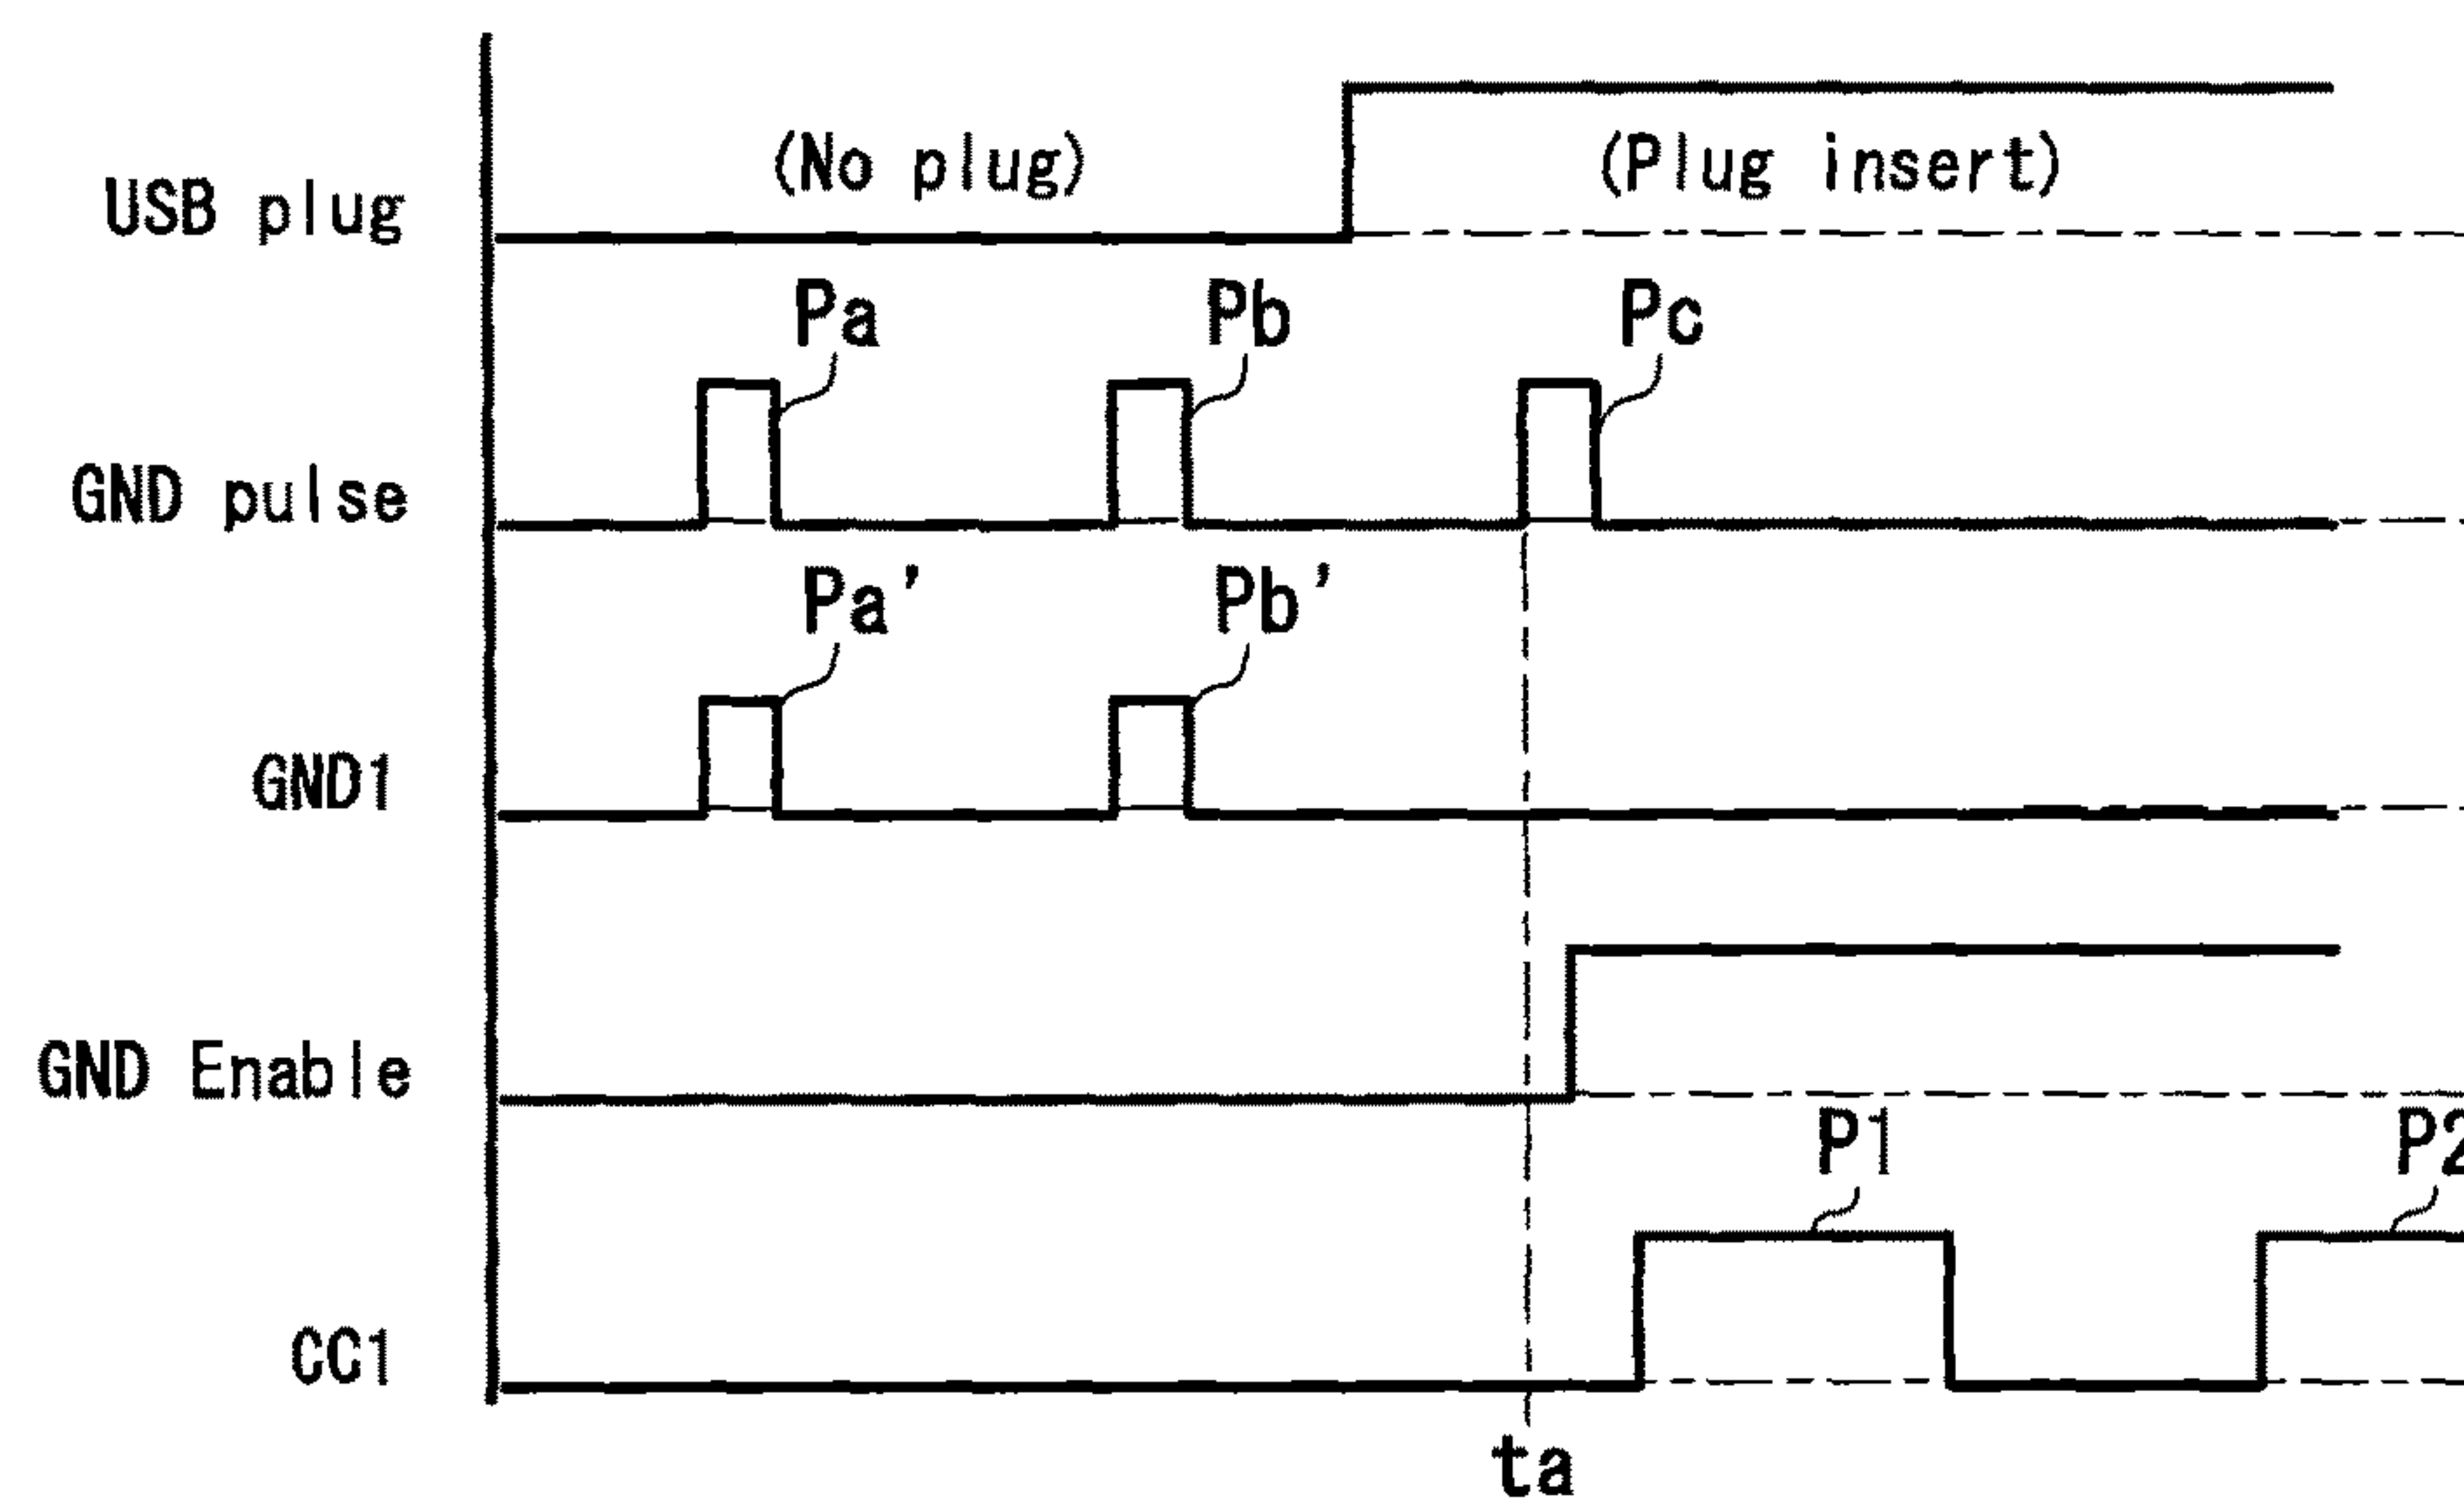 (No plug)
(Plug insert)
USB plug
Pa
Pb
Pc
GND pulse
Pa'
Pb'
GND1
GND Enable
P1
P2
CC1
ta